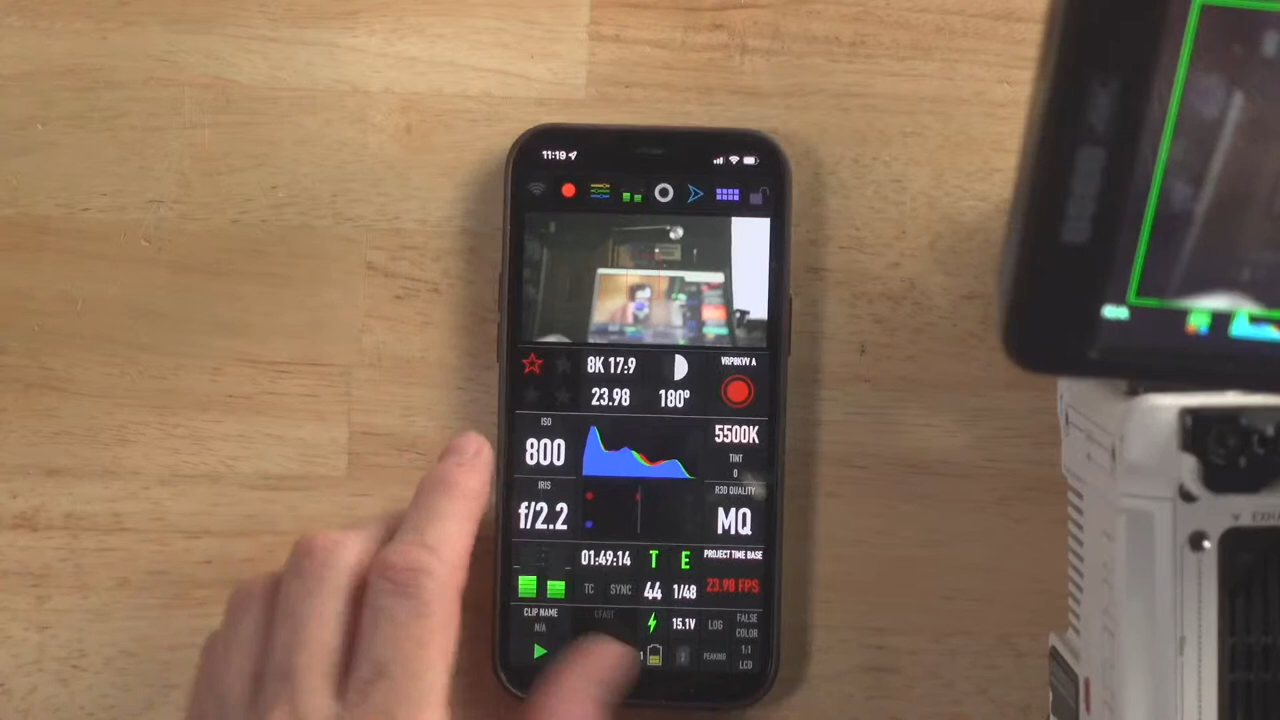 11:19
8K 17:9
VRP8KVV A
23.98
180°
ISO
800
5500K
TINT
0
IRIS
f/2.2
R3D QUALITY
MQ
01:49:14
T
E
PROJECT TIME BASE
TC
SYNC
44
1/48
23.98 FPS
CLIP NAME
N/A
CFAST
15.1V
LOG
FALSE
COLOR
PEAKING
1:1
LCD